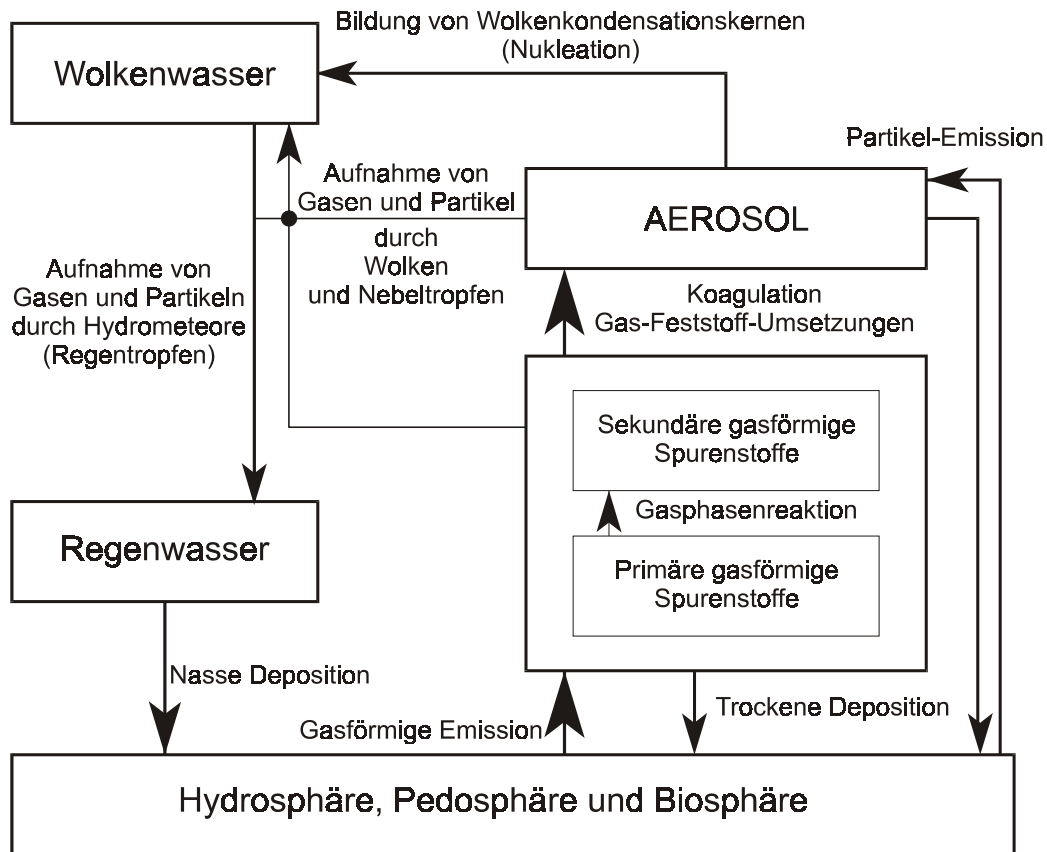 Bildung von Wolkenkondensationskernen
(Nukleation)
Wolkenwasser
Partikel-Emission
Aufnahme von
Gasen und Partikel
durch
Wolken
und Nebeltropfen
AEROSOL
Aufnahme von
Gasen und Partikeln
durch Hydrometeore
(Regentropfen)
Koagulation
Gas-Feststoff-Umsetzungen
Sekundäre gasförmige
Spurenstoffe
Gasphasenreaktion
Primäre gasförmige
Spurenstoffe
Regenwasser
Nasse Deposition
Gasförmige Emission
Trockene Deposition
Hydrosphäre, Pedosphäre und Biosphäre